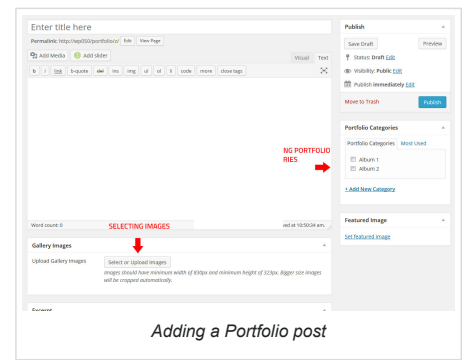 Enter title here
Permalink: http://wp050/portfolio/z/ Edit View Page
Add Media Add slider Visual Text
b i link b-quote del ins img ul ol li code more close tags
NG PORTFOLIO
RIES
Word count: 0 SELECTING IMAGES ved at 10:50:34 am.
Gallery Images
Upload Gallery Images Select or Upload Images
Images should have minimum width of 830px and minimum height of 323px. Bigger size images
will be cropped automatically.
Excerpt
Publish
Save Draft Preview
Status: Draft Edit
Visibility: Public Edit
Publish immediately Edit
Move to Trash Publish
Portfolio Categories
Portfolio Categories Most Used
Album 1
Album 2
+ Add New Category
Featured Image
Set featured image
Adding a Portfolio post